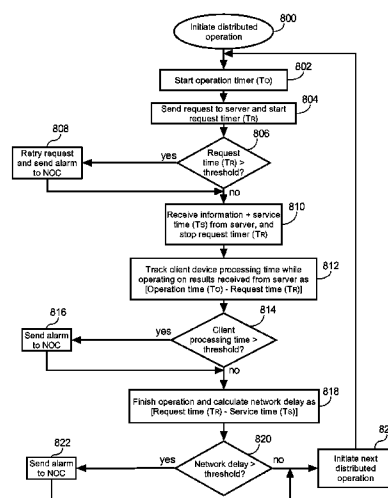 800
Initiate distributed
operation
802
Start operation timer (TO)
804
Send request to server and start
request timer (TR)
806
808
Retry request
and send alarm
to NOC
yes
Request
time (TR) >
threshold?
no
810
Receive information + service
time (TS) from server, and
stop request timer (TR)
812
Track client device processing time while
operating on results received from server as
[Operation time (TO) - Request time (TR)]
814
816
Send alarm
to NOC
yes
Client
processing time >
threshold?
no
818
Finish operation and calculate network delay as
[Request time (TR) - Service time (TS)]
820
822
Send alarm
to NOC
yes
Network delay >
threshold?
no
82
Initiate next
distributed
operation